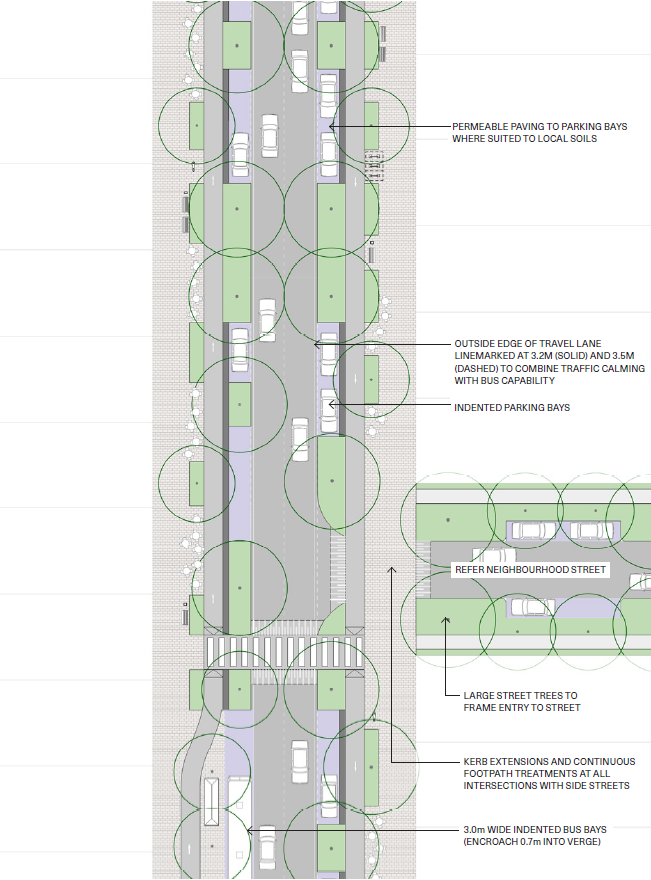 PERMEABLE PAVING TO PARKING BAYS
WHERE SUITED TO LOCAL SOILS
OUTSIDE EDGE OF TRAVEL LANE
LINEMARKED AT 3.2M (SOLID) AND 3.5M
(DASHED) TO COMBINE TRAFFIC CALMING
WITH BUS CAPABILITY
INDENTED PARKING BAYS
REFER NEIGHBOURHOOD STREET
LARGE STREET TREES TO
FRAME ENTRY TO STREET
KERB EXTENSIONS AND CONTINUOUS
FOOTPATH TREATMENTS AT ALL
INTERSECTIONS WITH SIDE STREETS
3.0m WIDE INDENTED BUS BAYS
(ENCROACH 0.7m INTO VERGE)